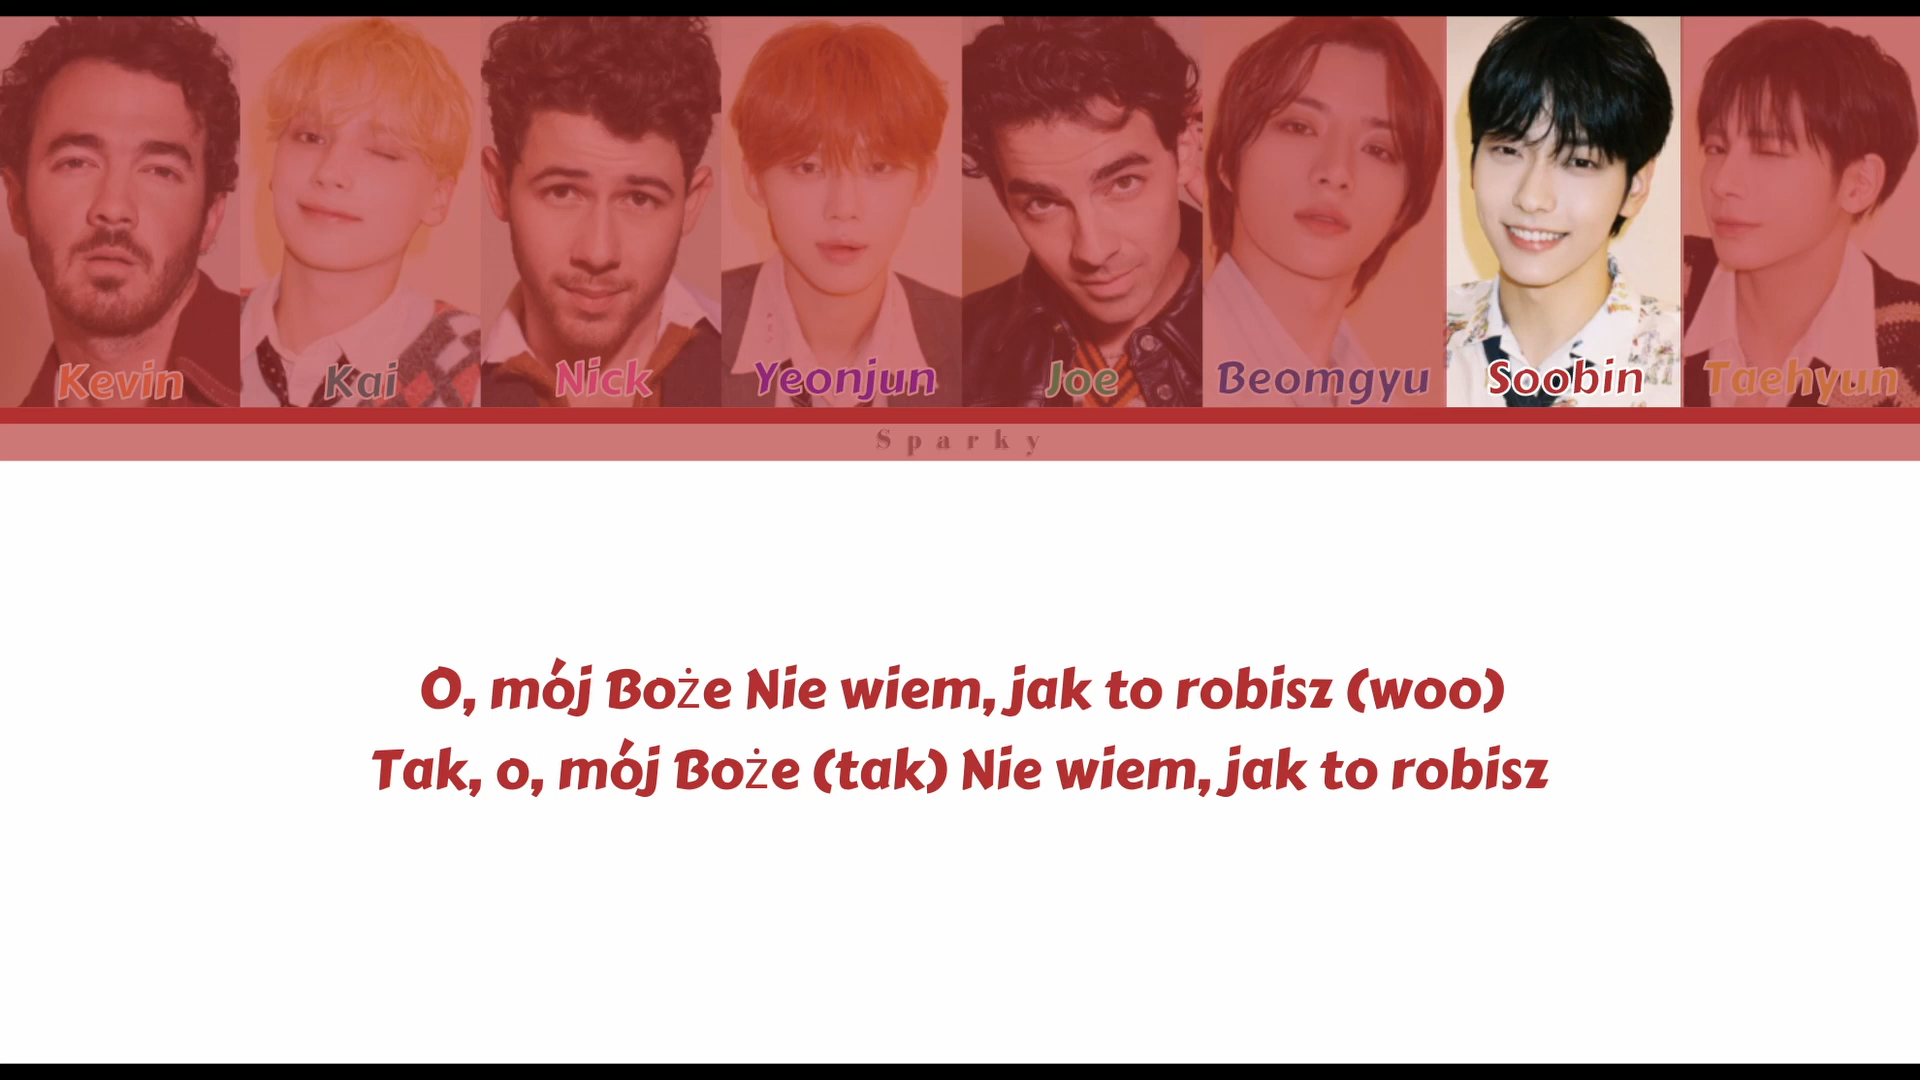 Kevin Kai Nick Yeonjun Joe Beomgyu Soobin Taehyun
Sparky
O, mój Boże Nie wiem, jak to robisz (woo)
Tak, o, mój Boże (tak) Nie wiem, jak to robisz